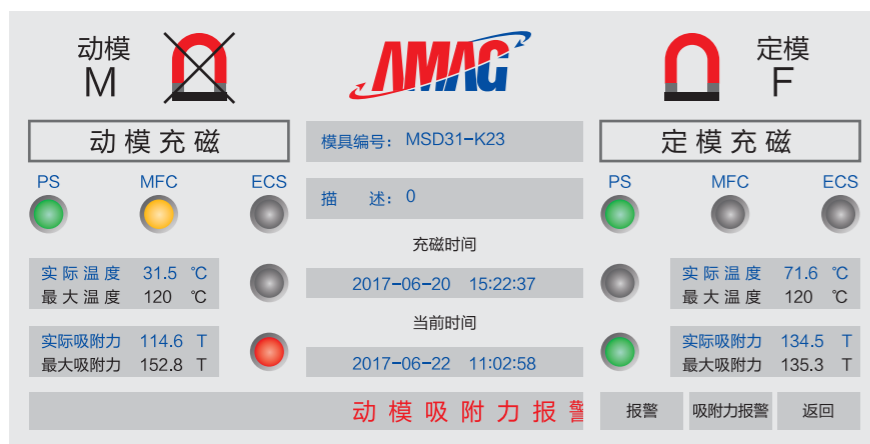 动模
M
AMAG
定模
F
动模充磁
模具编号: MSD31-K23
定模充磁
PS MFC ECS
描 述: 0
PS MFC ECS
充磁时间
实际温度 31.5 ℃
最大温度 120 ℃
2017-06-20 15:22:37
实际温度 71.6 ℃
最大温度 120 ℃
当前时间
实际吸附力 114.6 T
最大吸附力 152.8 T
2017-06-22 11:02:58
实际吸附力 134.5 T
最大吸附力 135.3 T
动模吸附力报警
报警 吸附力报警 返回